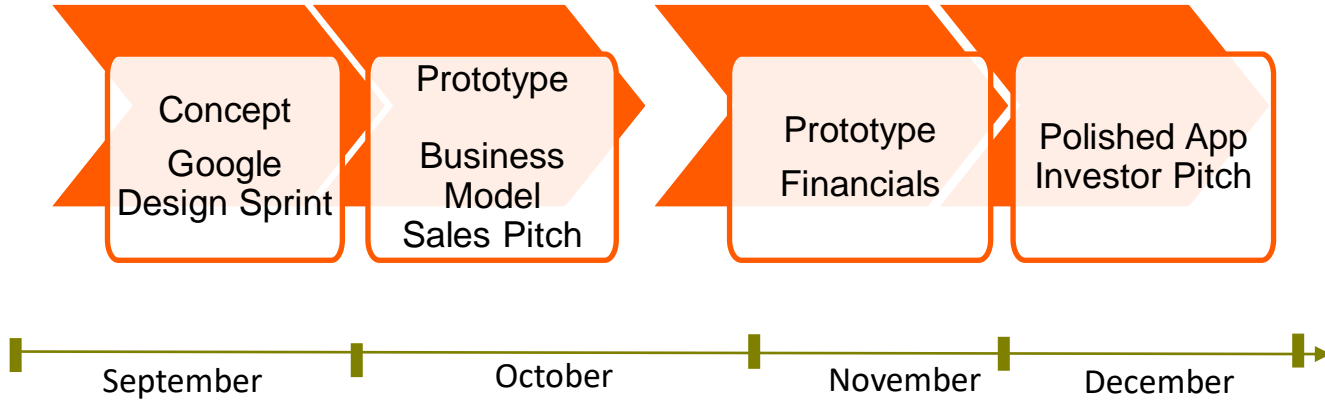 Concept
Google
Design Sprint
Prototype
Business
Model
Sales Pitch
Prototype
Financials
Polished App
Investor Pitch
September
October
November
December